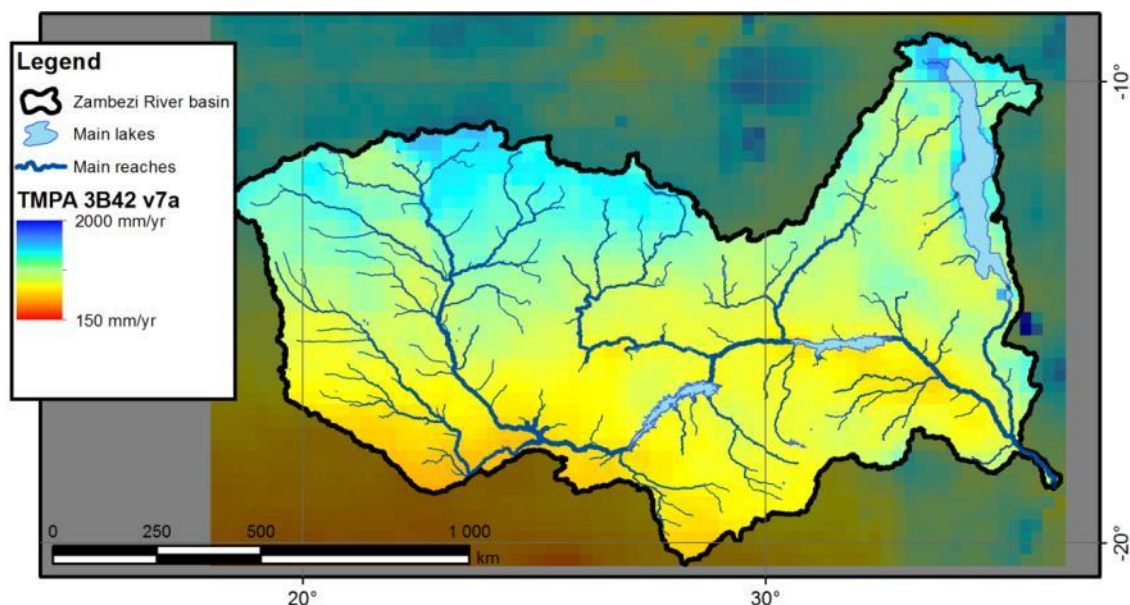 Legend
Zambezi River basin
Main lakes
Main reaches
TMPA 3B42 v7a
2000 mm/yr
150 mm/yr
-10°
0 250 500 1 000
km
-20°
20° 30°